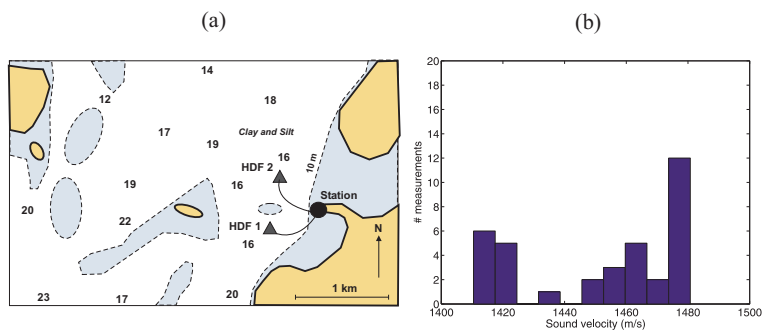 (a)
(b)
14
12
18
17
Clay and Silt
19
16
10 m
HDF 2
19
16
Station
20
22
HDF 1
16
N
23
17
20
1 km
# measurements
20
18
16
14
12
10
8
6
4
2
0
1400
1420
1440
1460
1480
1500
Sound velocity (m/s)